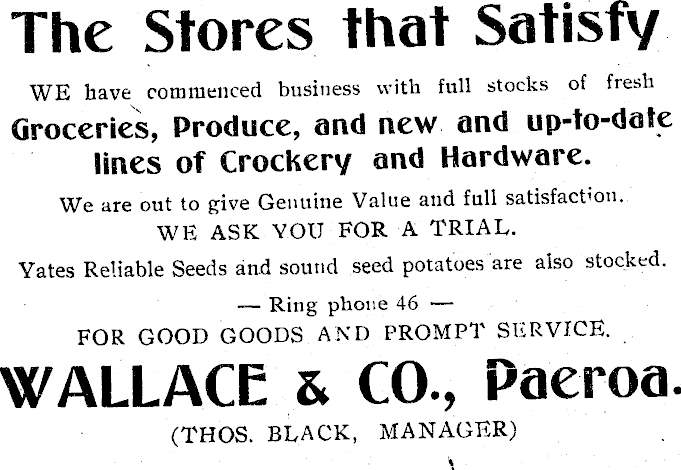 The Stores that Satisfy
WE have commenced business with full stocks of fresh
Groceries, Produce, and new and up-to-date
lines of Crockery and Hardware.
We are out to give Genuine Value and full satisfaction.
WE ASK YOU FOR A TRIAL.
Yates Reliable Seeds and sound seed potatoes are also stocked.
— Ring phone 46 —
FOR GOOD GOODS AND PROMPT SERVICE.
WALLACE & CO., Paeroa.
(THOS. BLACK, MANAGER)